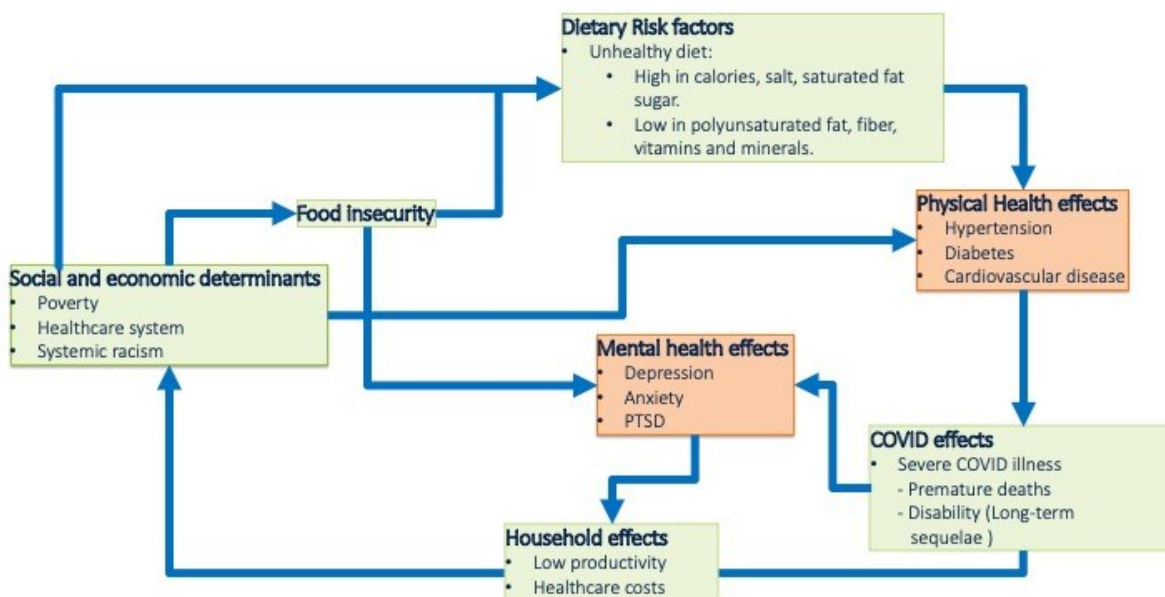 Dietary Risk factors
• Unhealthy diet:
• High in calories, salt, saturated fat
sugar.
• Low in polyunsaturated fat, fiber,
vitamins and minerals.
Food insecurity
Physical Health effects
• Hypertension
• Diabetes
• Cardiovascular disease
Social and economic determinants
• Poverty
• Healthcare system
• Systemic racism
Mental health effects
• Depression
• Anxiety
• PTSD
COVID effects
• Severe COVID illness
- Premature deaths
- Disability (Long-term
sequelae )
Household effects
• Low productivity
• Healthcare costs